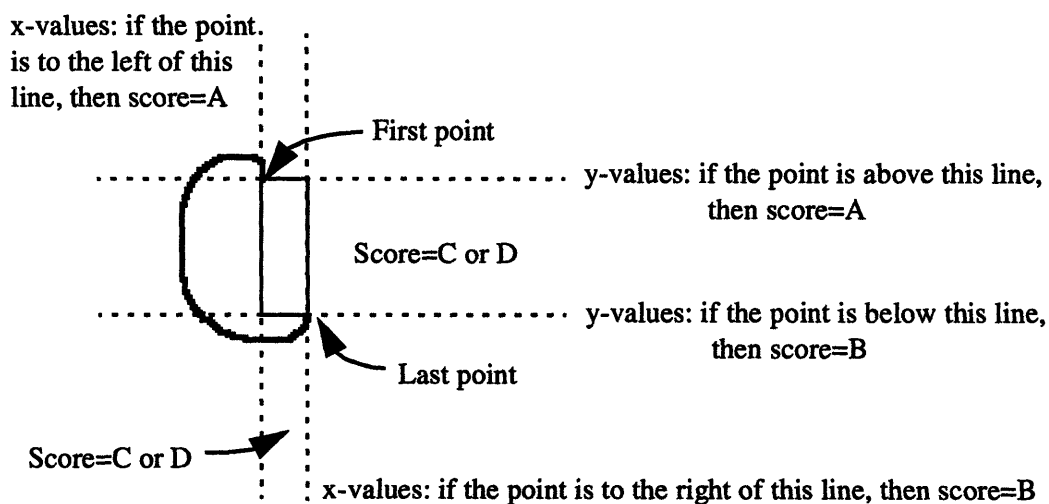 x-values: if the point
is to the left of this
line, then score=A
First point
y-values: if the point is above this line,
then score=A
Score=C or D
y-values: if the point is below this line,
then score=B
Last point
Score=C or D
x-values: if the point is to the right of this line, then score=B